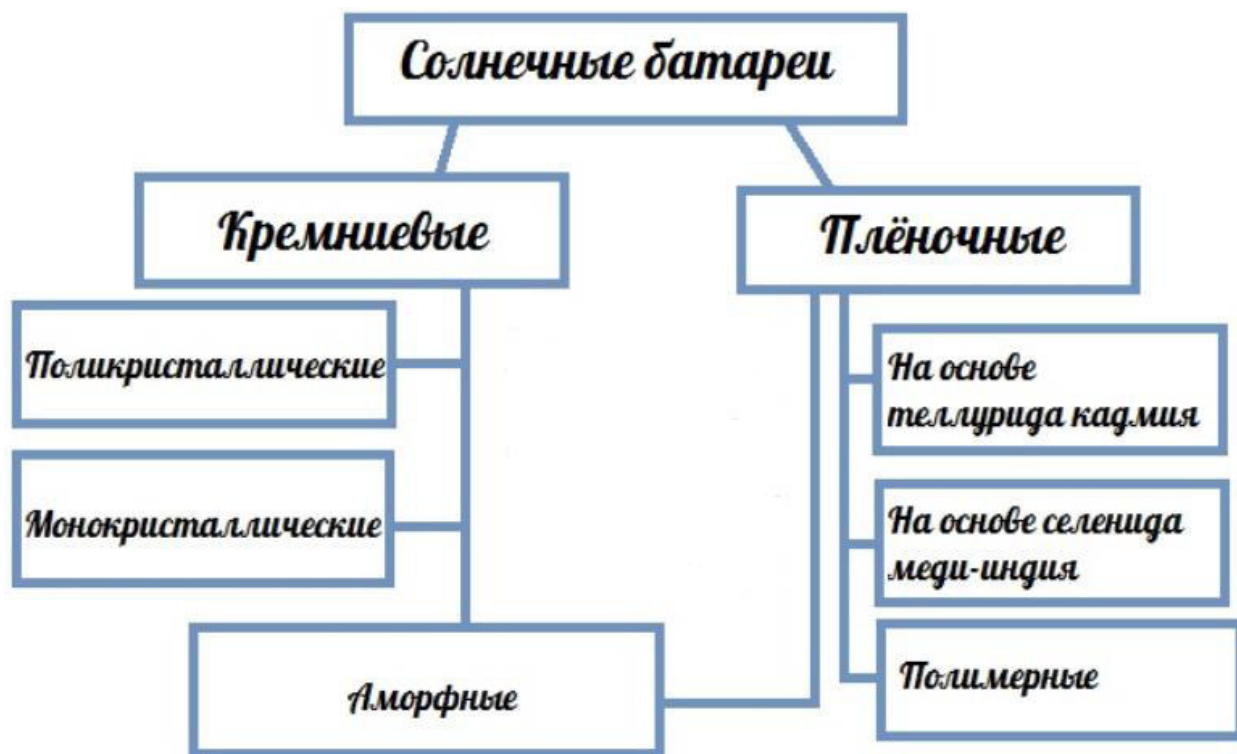 Солнечные батареи
Кремниевые
Плёночные
Поликристаллические
Монокристаллические
Аморфные
На основе
теллурида кадмия
На основе селенида
меди-индия
Полимерные